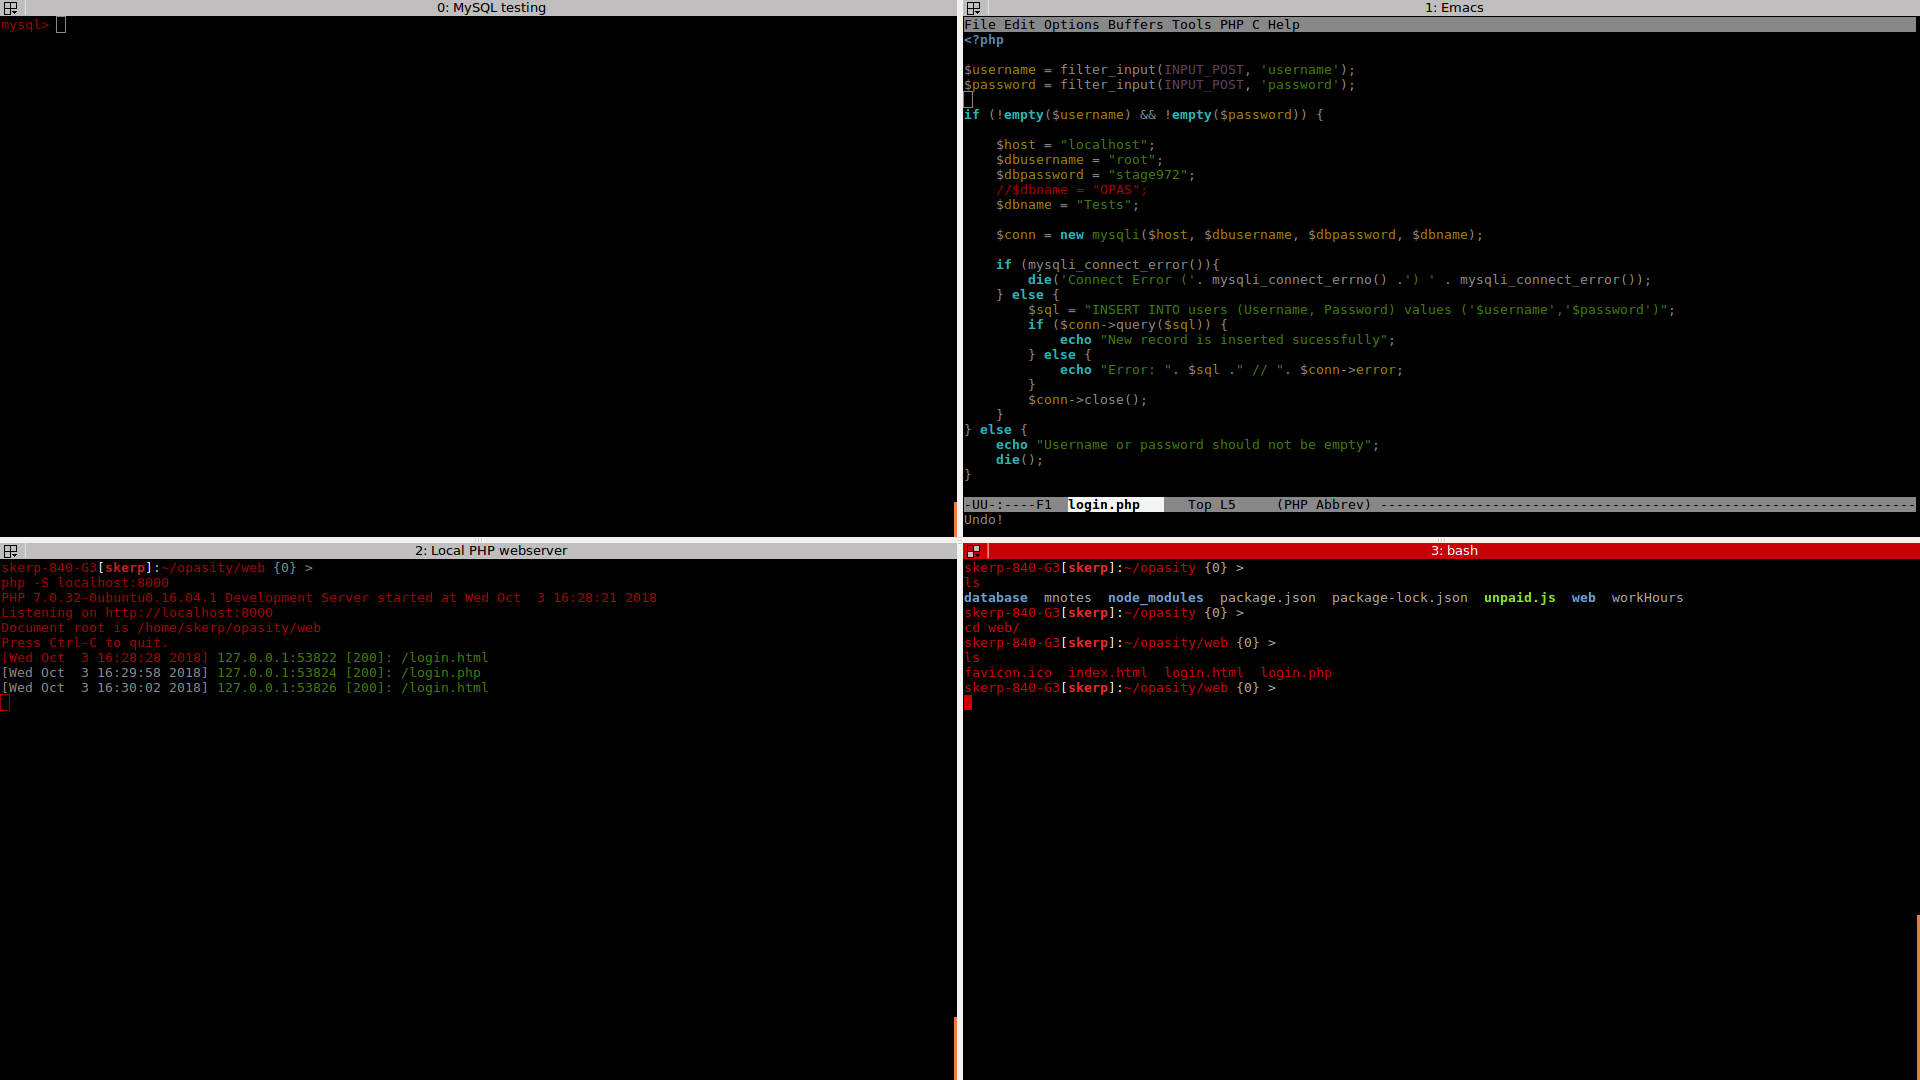 0: MySQL testing
mysql>
1: Emacs
File Edit Options Buffers Tools PHP C Help
<?php
$username = filter_input(INPUT_POST, 'username');
$password = filter_input(INPUT_POST, 'password');
if (!empty($username) && !empty($password)) {
    $host = "localhost";
    $dbusername = "root";
    $dbpassword = "stage972";
    //$dbname = "OPAS";
    $dbname = "Tests";
    $conn = new mysqli($host, $dbusername, $dbpassword, $dbname);
    if (mysqli_connect_error()){
        die('Connect Error ('. mysqli_connect_errno() .') ' . mysqli_connect_error());
    } else {
        $sql = "INSERT INTO users (Username, Password) values ('$username','$password')";
        if ($conn->query($sql)) {
            echo "New record is inserted sucessfully";
        } else {
            echo "Error: ". $sql ." // ". $conn->error;
        }
        $conn->close();
    }
} else {
    echo "Username or password should not be empty";
    die();
}
-UU-:----F1  login.php      Top L5     (PHP Abbrev) -------------------------------------------------------------------
Undo!
2: Local PHP webserver
skerp-840-G3[skerp]:~/opasity/web {0} >
php -S localhost:8000
PHP 7.0.32-0ubuntu0.16.04.1 Development Server started at Wed Oct  3 16:28:21 2018
Listening on http://localhost:8000
Document root is /home/skerp/opasity/web
Press Ctrl-C to quit.
[Wed Oct  3 16:28:28 2018] 127.0.0.1:53822 [200]: /login.html
[Wed Oct  3 16:29:58 2018] 127.0.0.1:53824 [200]: /login.php
[Wed Oct  3 16:30:02 2018] 127.0.0.1:53826 [200]: /login.html
3: bash
skerp-840-G3[skerp]:~/opasity {0} >
ls
database  mnotes  node_modules  package.json  package-lock.json  unpaid.js  web  workHours
skerp-840-G3[skerp]:~/opasity {0} >
cd web/
skerp-840-G3[skerp]:~/opasity/web {0} >
ls
favicon.ico  index.html  login.html  login.php
skerp-840-G3[skerp]:~/opasity/web {0} >